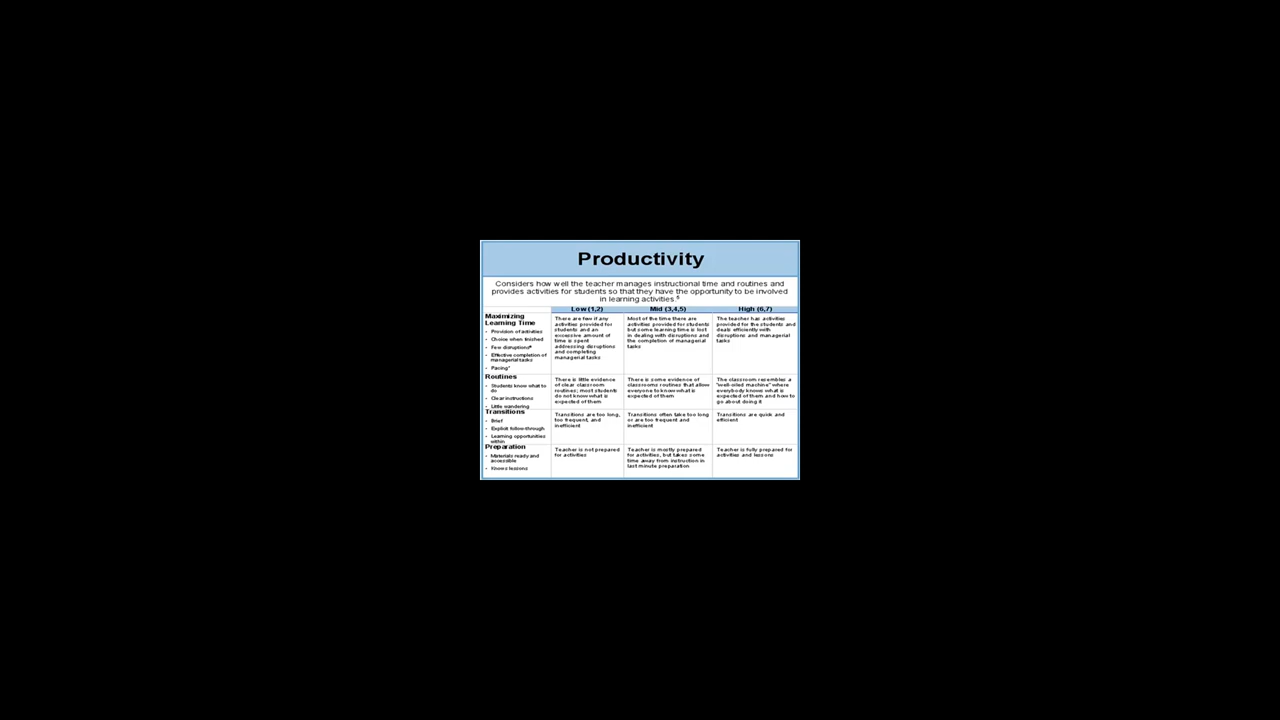 Productivity
Considers how well the teacher manages instructional time and routines and
provides activities for students so that they have the opportunity to be involved
in learning activities.⁵
Low (1,2) Mid (3,4,5) High (6,7)
Maximizing
Learning Time
• Provision of activities
• Choice when finished
• Few disruptions
• Effective completion of
managerial tasks
• Pacing
There are few if any
activities provided for
students and an
excessive amount of
time is spent
addressing disruptions
and completing
managerial tasks
Most of the time there are
activities provided for students
but some learning time is lost
in dealing with disruptions and
the completion of managerial
tasks
The teacher has activities
provided for the students and
deals efficiently with
disruptions and managerial
tasks
Routines
• Students know what to
do
• Clear instructions
• Little wandering
There is little evidence
of clear classroom
routines; most students
do not know what is
expected of them
There is some evidence of
classrooms routines that allow
everyone to know what is
expected of them
The classroom resembles a
"well-oiled machine" where
everybody knows what is
expected of them and how to
go about doing it
Transitions
• Brief
• Explicit follow-through
• Learning opportunities
within
Transitions are too long,
too frequent, and
inefficient
Transitions often take too long
or are too frequent and
inefficient
Transitions are quick and
efficient
Preparation
• Materials ready and
accessible
• Knows lessons
Teacher is not prepared
for activities
Teacher is mostly prepared
for activities, but takes some
time away from instruction in
last minute preparation
Teacher is fully prepared for
activities and lessons